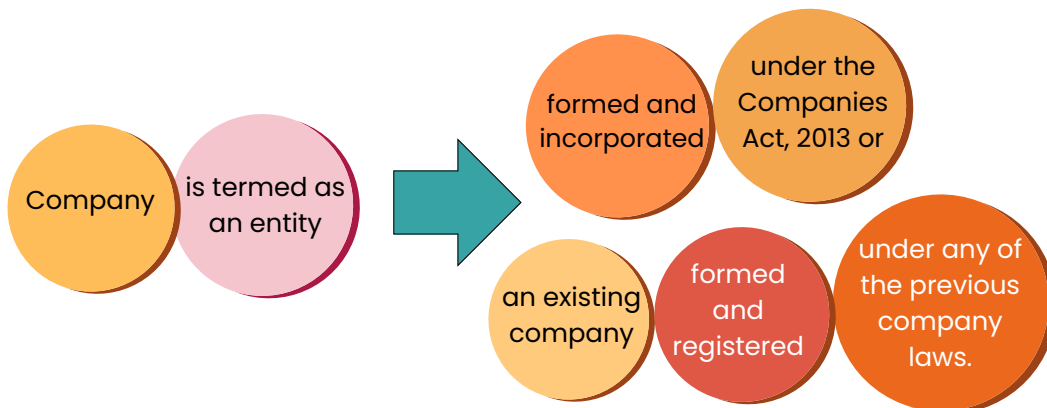 Company
is termed as
an entity
formed and
incorporated
under the
Companies
Act, 2013 or
an existing
company
formed
and
registered
under any of
the previous
company
laws.